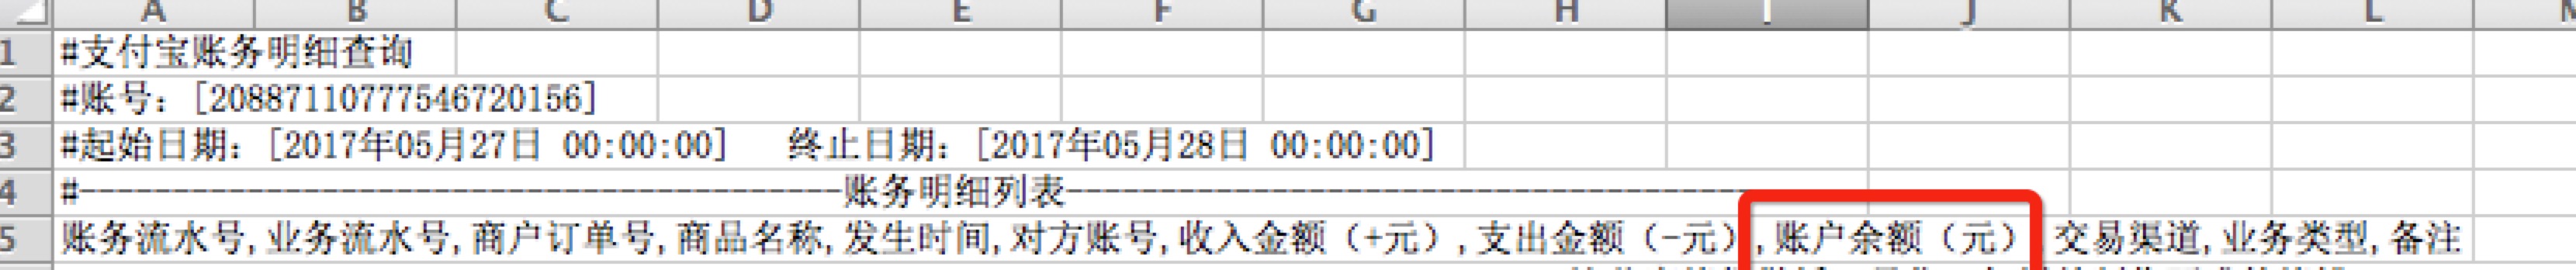 A B C D E F G H I J K L
1 #支付宝账务明细查询
2 #账号：[20887110777546720156]
3 #起始日期：[2017年05月27日 00:00:00] 终止日期：[2017年05月28日 00:00:00]
4 #-----------------------------------------账务明细列表------------------------------------
5 账务流水号,业务流水号,商户订单号,商品名称,发生时间,对方账号,收入金额（+元）,支出金额（-元）,账户余额（元） 交易渠道,业务类型,备注